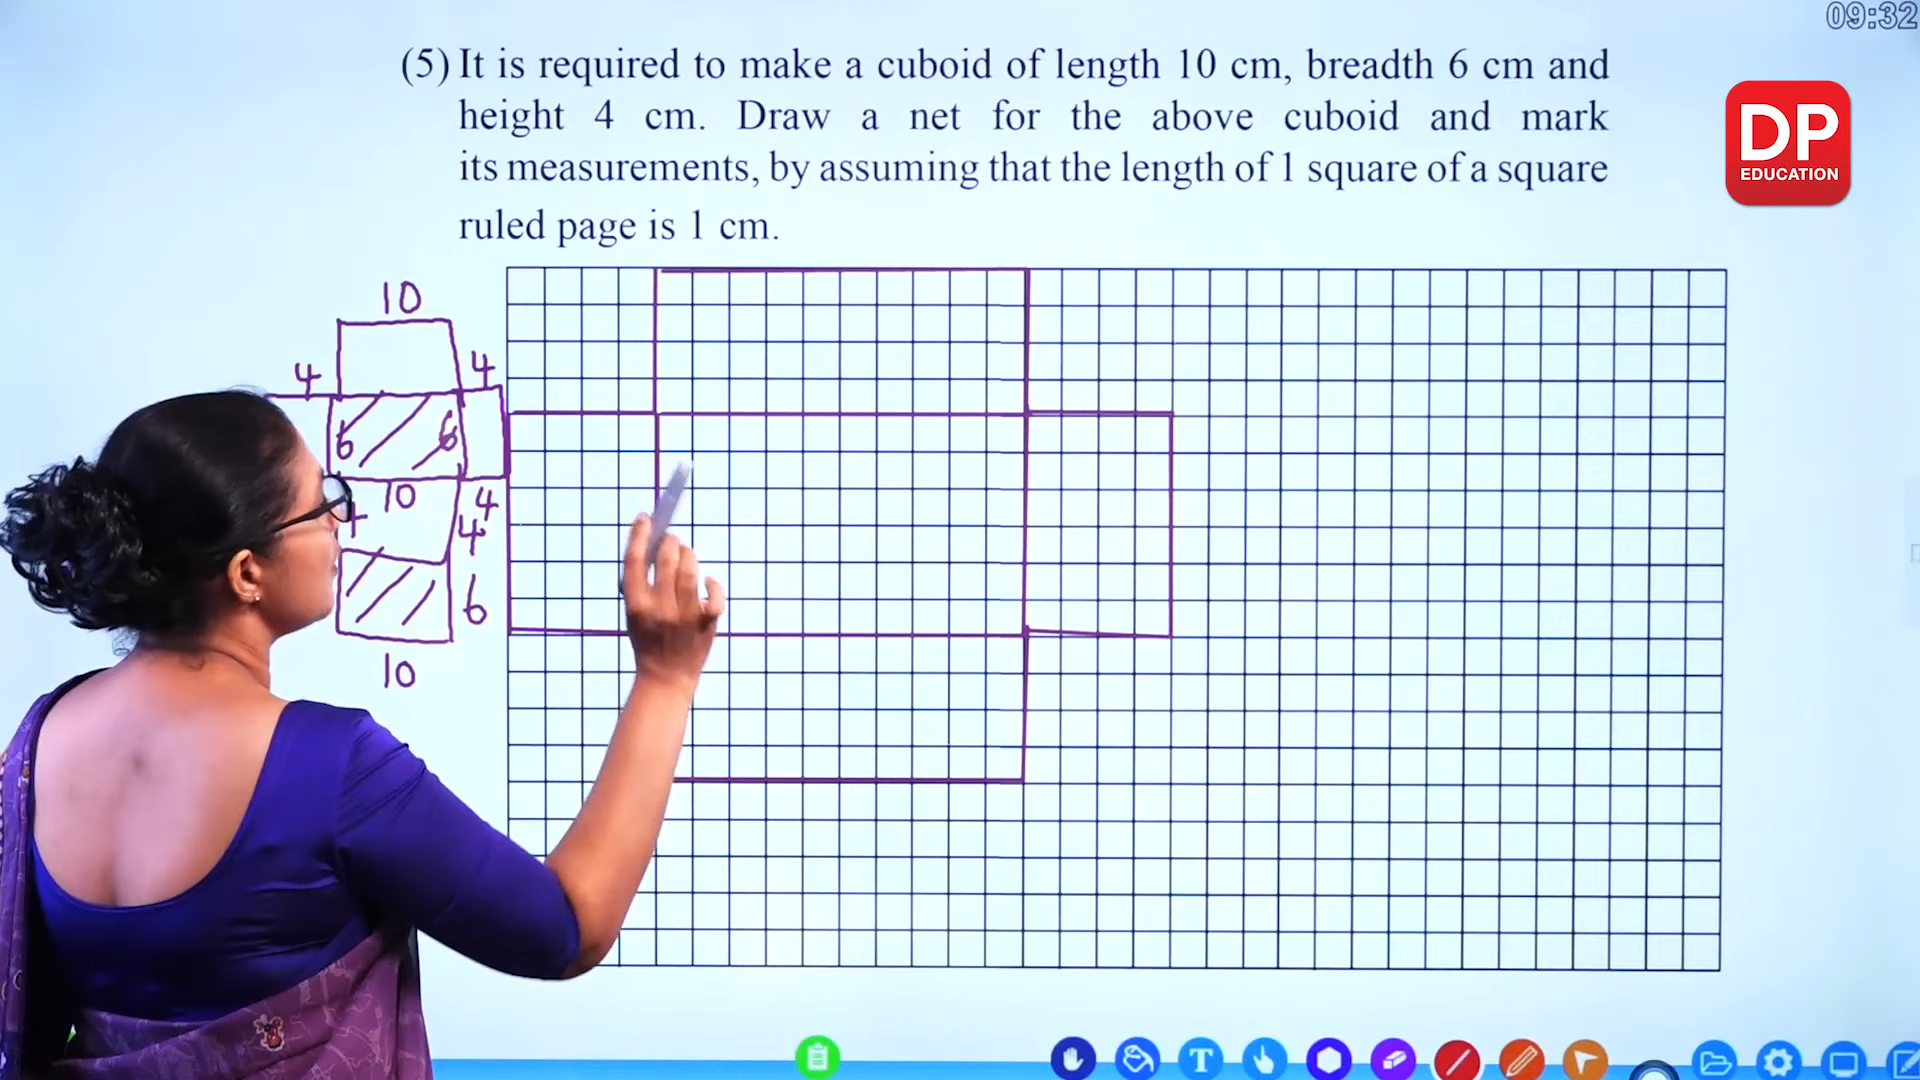 09:32
(5) It is required to make a cuboid of length 10 cm, breadth 6 cm and
height 4 cm. Draw a net for the above cuboid and mark
its measurements, by assuming that the length of 1 square of a square
ruled page is 1 cm.
DP
EDUCATION
10
4 4
6 6
10 4
4
6
10
T